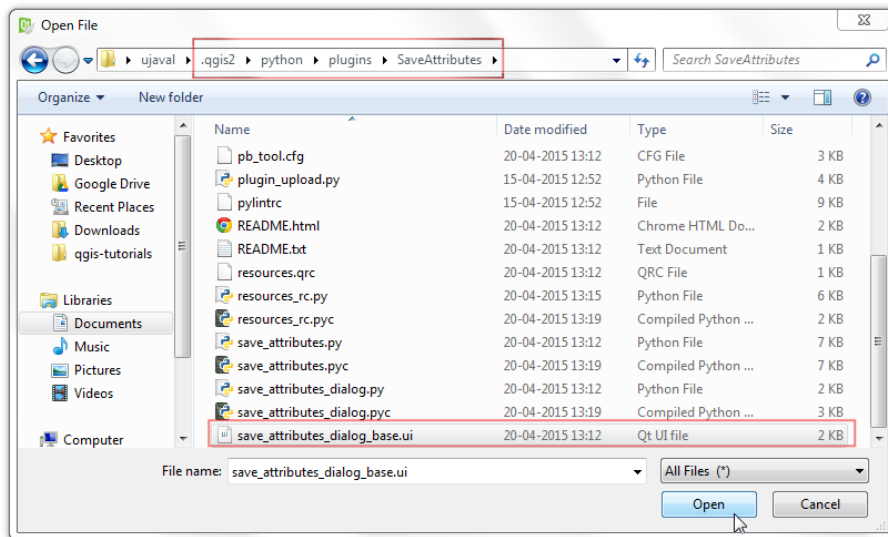 Open File
ujaval .qgis2 python plugins SaveAttributes Search SaveAttributes
Organize New folder
Name Date modified Type Size
Favorites
Desktop
Google Drive
Recent Places
Downloads
qgis-tutorials
Libraries
Documents
Music
Pictures
Videos
Computer
pb_tool.cfg 20-04-2015 13:12 CFG File 3 KB
plugin_upload.py 15-04-2015 12:52 Python File 4 KB
pylintrc 15-04-2015 12:52 File 9 KB
README.html 20-04-2015 13:12 Chrome HTML Do... 2 KB
README.txt 20-04-2015 13:12 Text Document 1 KB
resources.qrc 20-04-2015 13:12 QRC File 1 KB
resources_rc.py 20-04-2015 13:15 Python File 6 KB
resources_rc.pyc 20-04-2015 13:19 Compiled Python ... 2 KB
save_attributes.py 20-04-2015 13:12 Python File 7 KB
save_attributes.pyc 20-04-2015 13:19 Compiled Python ... 7 KB
save_attributes_dialog.py 20-04-2015 13:12 Python File 2 KB
save_attributes_dialog.pyc 20-04-2015 13:19 Compiled Python ... 3 KB
save_attributes_dialog_base.ui 20-04-2015 13:12 Qt UI file 2 KB
File name: save_attributes_dialog_base.ui All Files (*)
Open Cancel